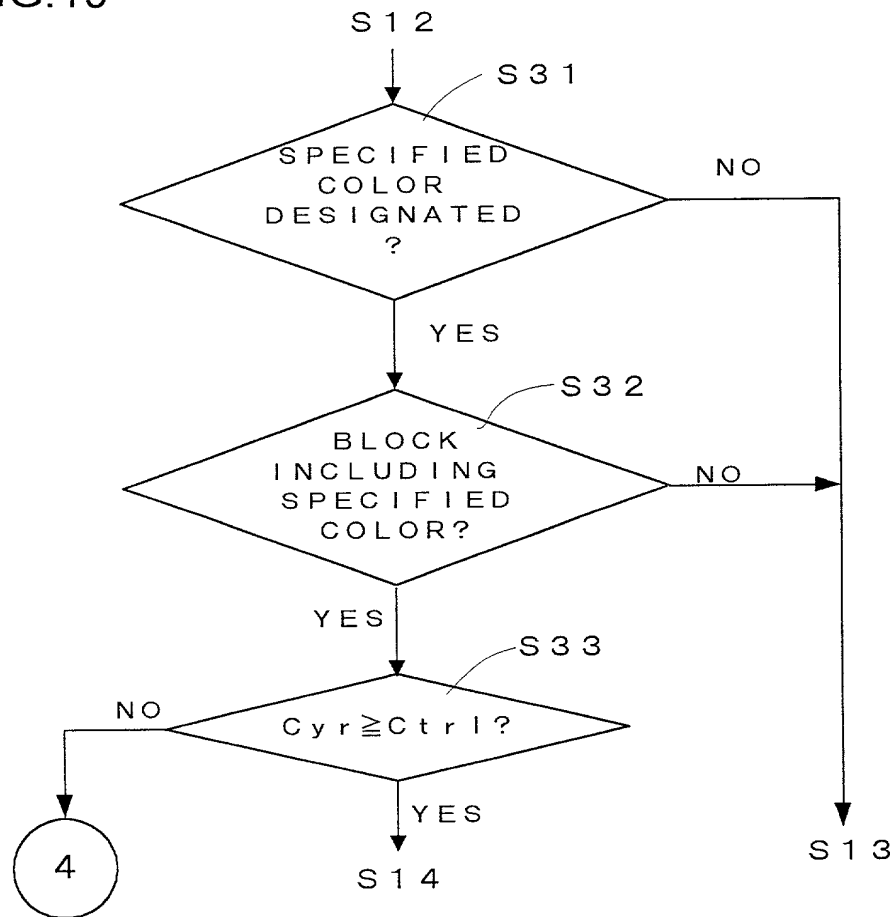 S12
S31
SPECIFIED
COLOR
DESIGNATED
?
NO
YES
S32
BLOCK
INCLUDING
SPECIFIED
COLOR?
NO
YES
S33
Cyr≧Ctrl?
NO
YES
4
S14
S13